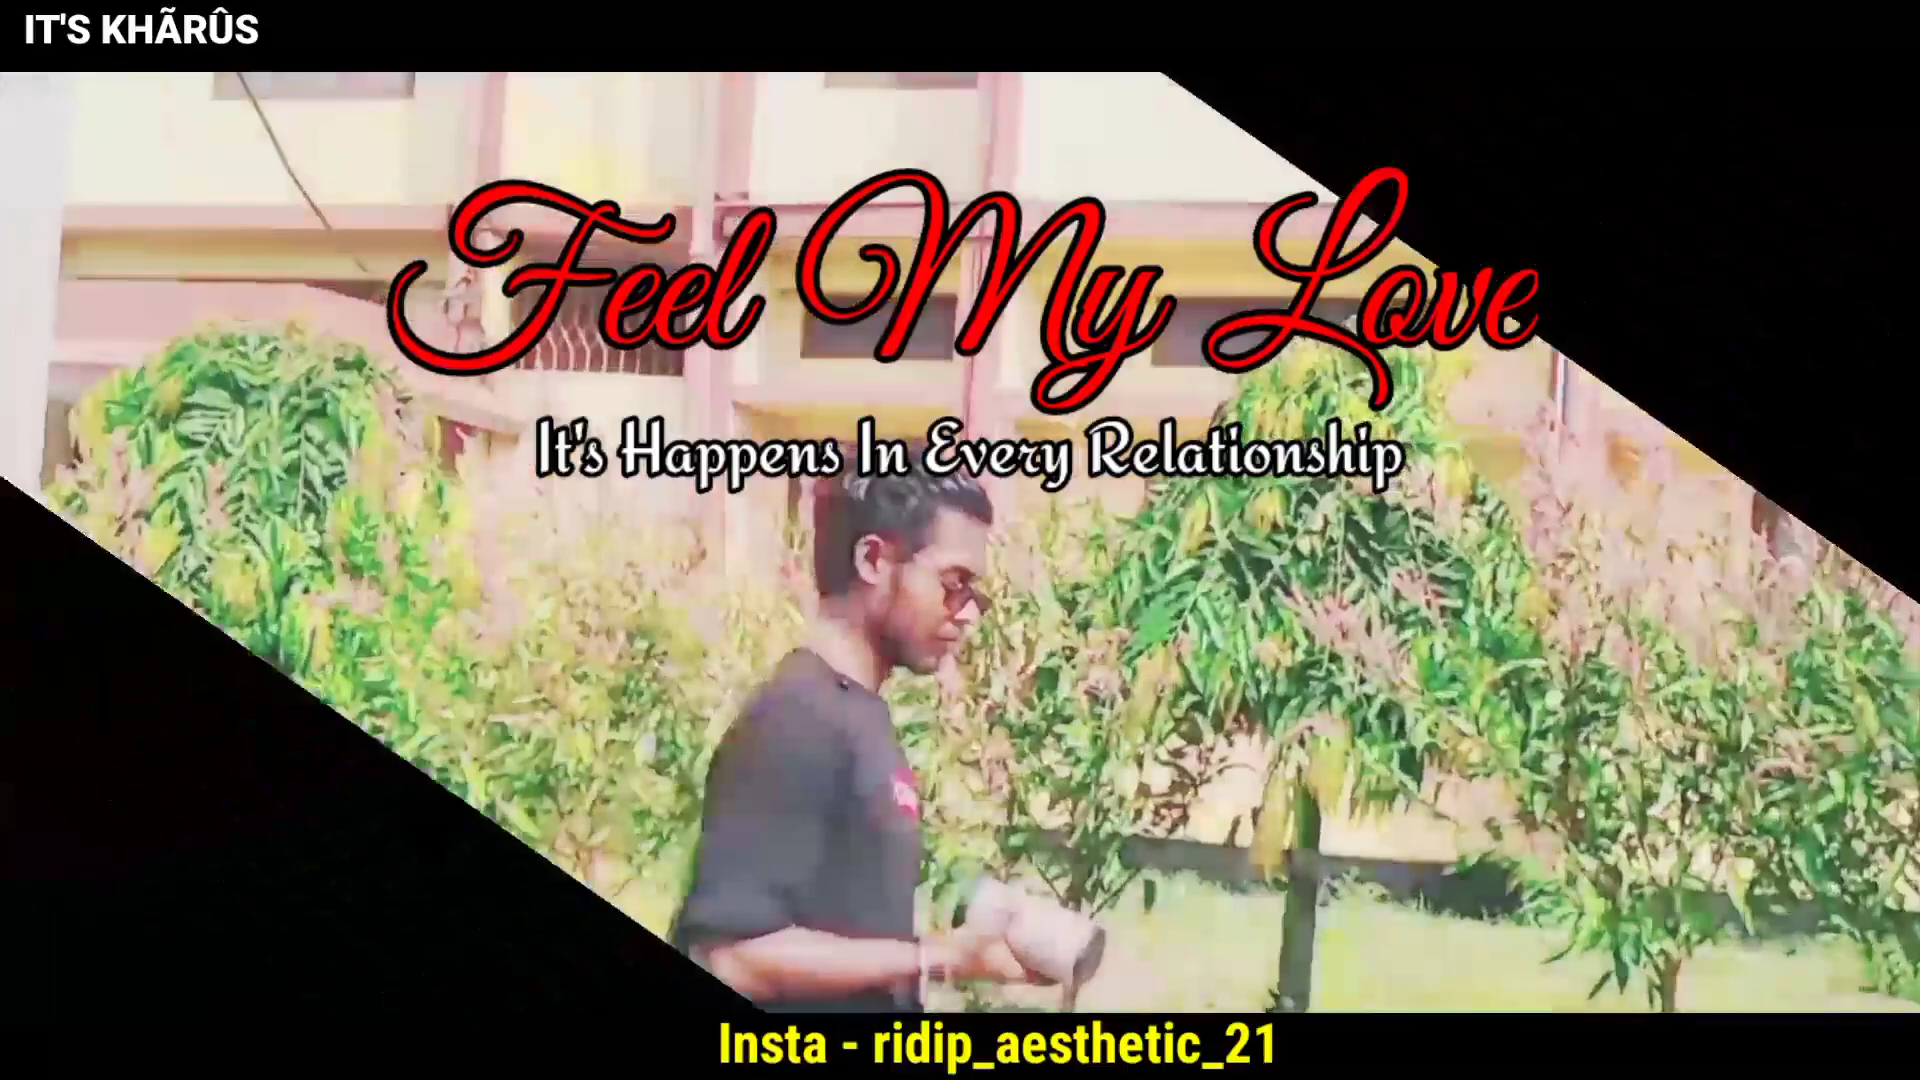 IT'S KHÃRÛS
Feel My Love
It's Happens In Every Relationship
Insta - ridip_aesthetic_21